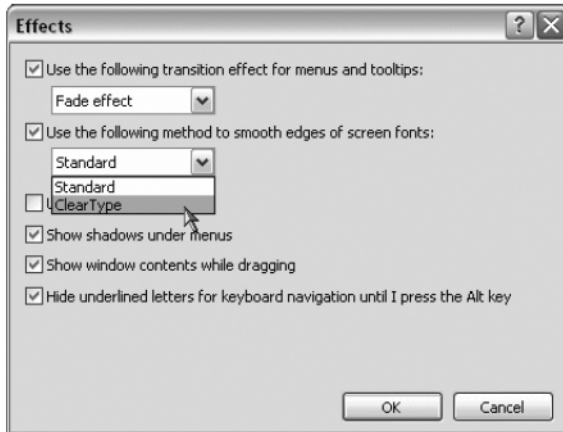 Effects
Use the following transition effect for menus and tooltips:
Fade effect
Use the following method to smooth edges of screen fonts:
Standard
Standard
ClearType
Show shadows under menus
Show window contents while dragging
Hide underlined letters for keyboard navigation until I press the Alt key
OK Cancel